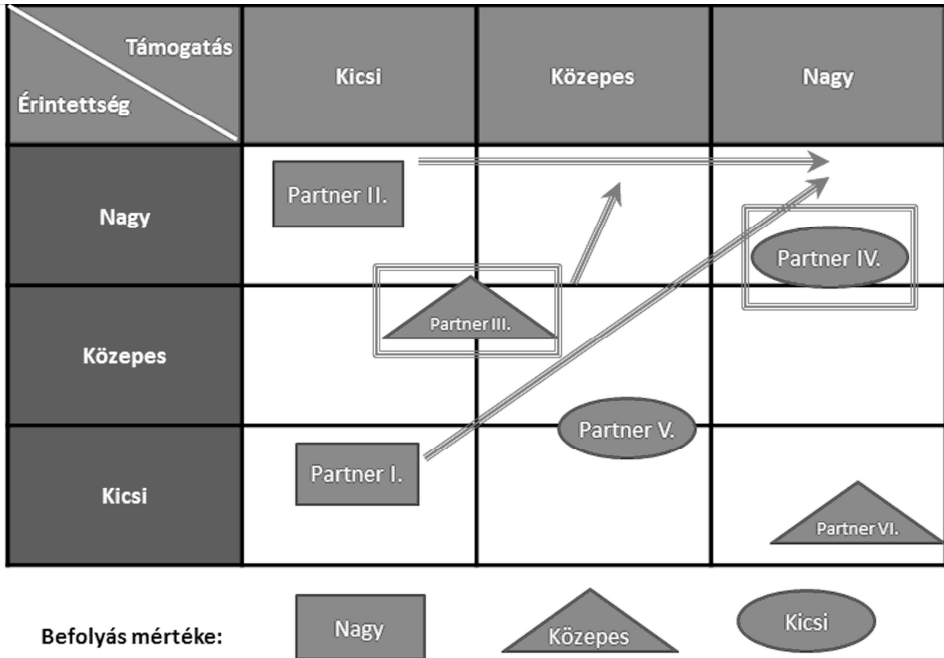 Támogatás
Érintettség
Kicsi
Közepes
Nagy
Nagy
Partner II.
Partner IV.
Partner III.
Közepes
Partner V.
Kicsi
Partner I.
Partner VI.
Befolyás mértéke:
Nagy
Közepes
Kicsi